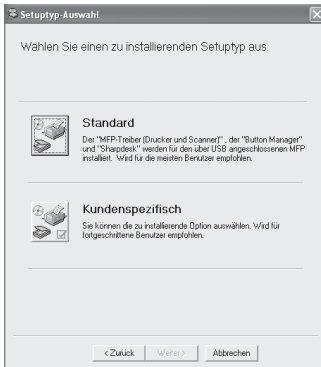 Setuptyp-Auswahl
Wählen Sie einen zu installierenden Setuptyp aus.
Standard
Der "MFP-Treiber (Drucker und Scanner)" , der "Button Manager"
und "Sharpdesk" werden für den über USB angeschlossenen MFP
installiert. Wird für die meisten Benutzer empfohlen.
Kundenspezifisch
Sie können die zu installierende Option auswählen. Wird für
fortgeschrittene Benutzer empfohlen.
< Zurück Weiter > Abbrechen